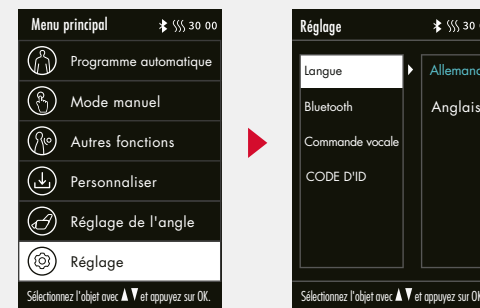 Menu principal 30 00
Programme automatique
Mode manuel
Autres fonctions
Personnaliser
Réglage de l'angle
Réglage
Sélectionnez l'objet avec ▲▼ et appuyez sur OK.
Réglage 30
Langue
Bluetooth
Commande vocale
CODE D'ID
Allemand
Anglais
Sélectionnez l'objet avec ▲▼ et appuyez sur OK